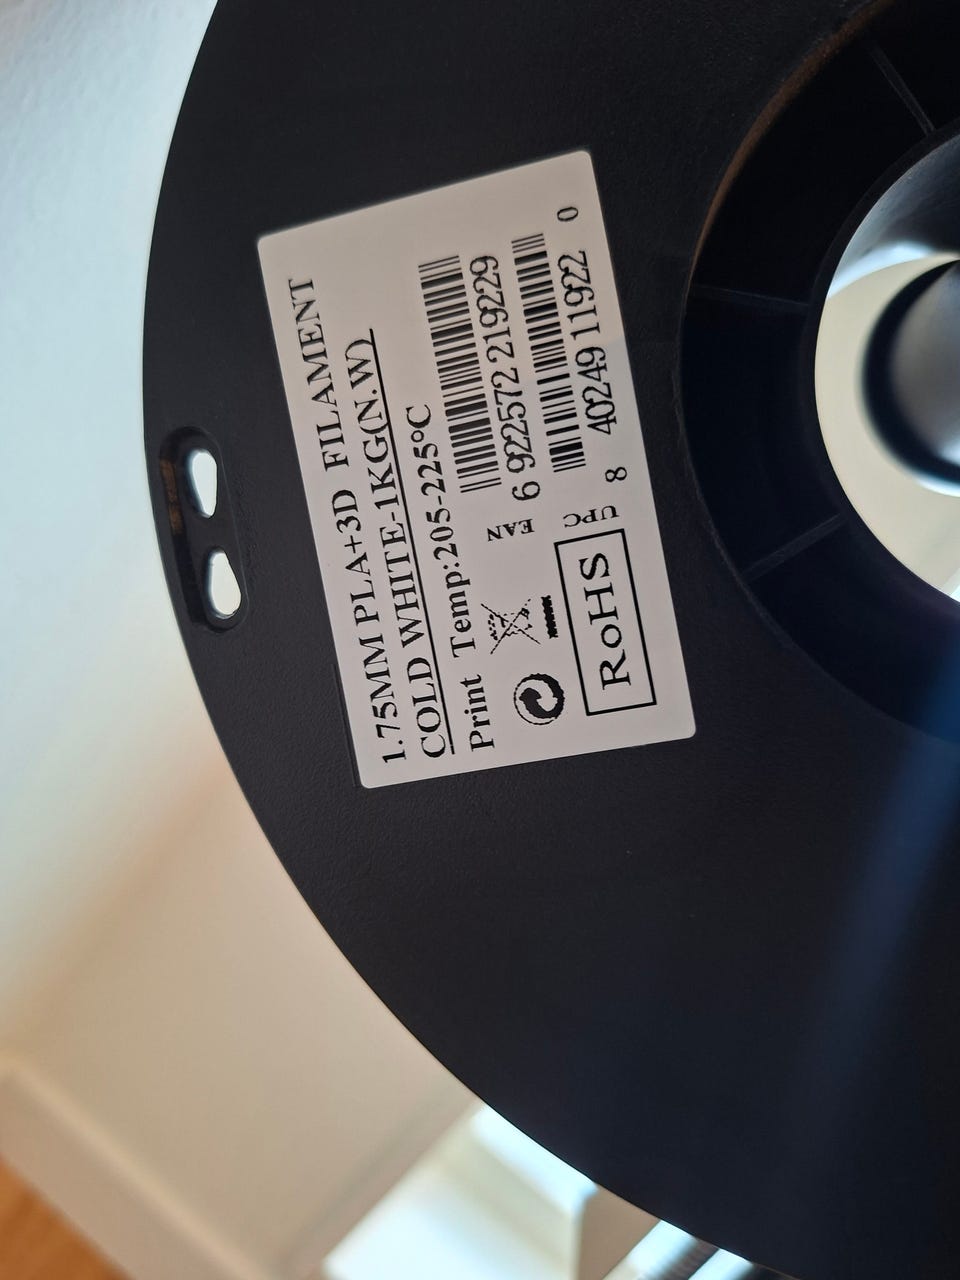 1.75MM PLA+3D FILAMENT
COLD WHITE-1KG(N.W)
Print Temp:205-225°C
EAN
6 922572 219229
UPC
8 40249 11922 0
RoHS